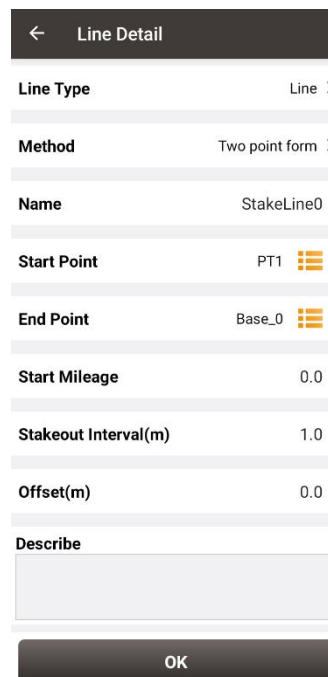 Line Detail
Line Type Line
Method Two point form
Name StakeLine0
Start Point PT1
End Point Base_0
Start Mileage 0.0
Stakeout Interval(m) 1.0
Offset(m) 0.0
Describe
OK